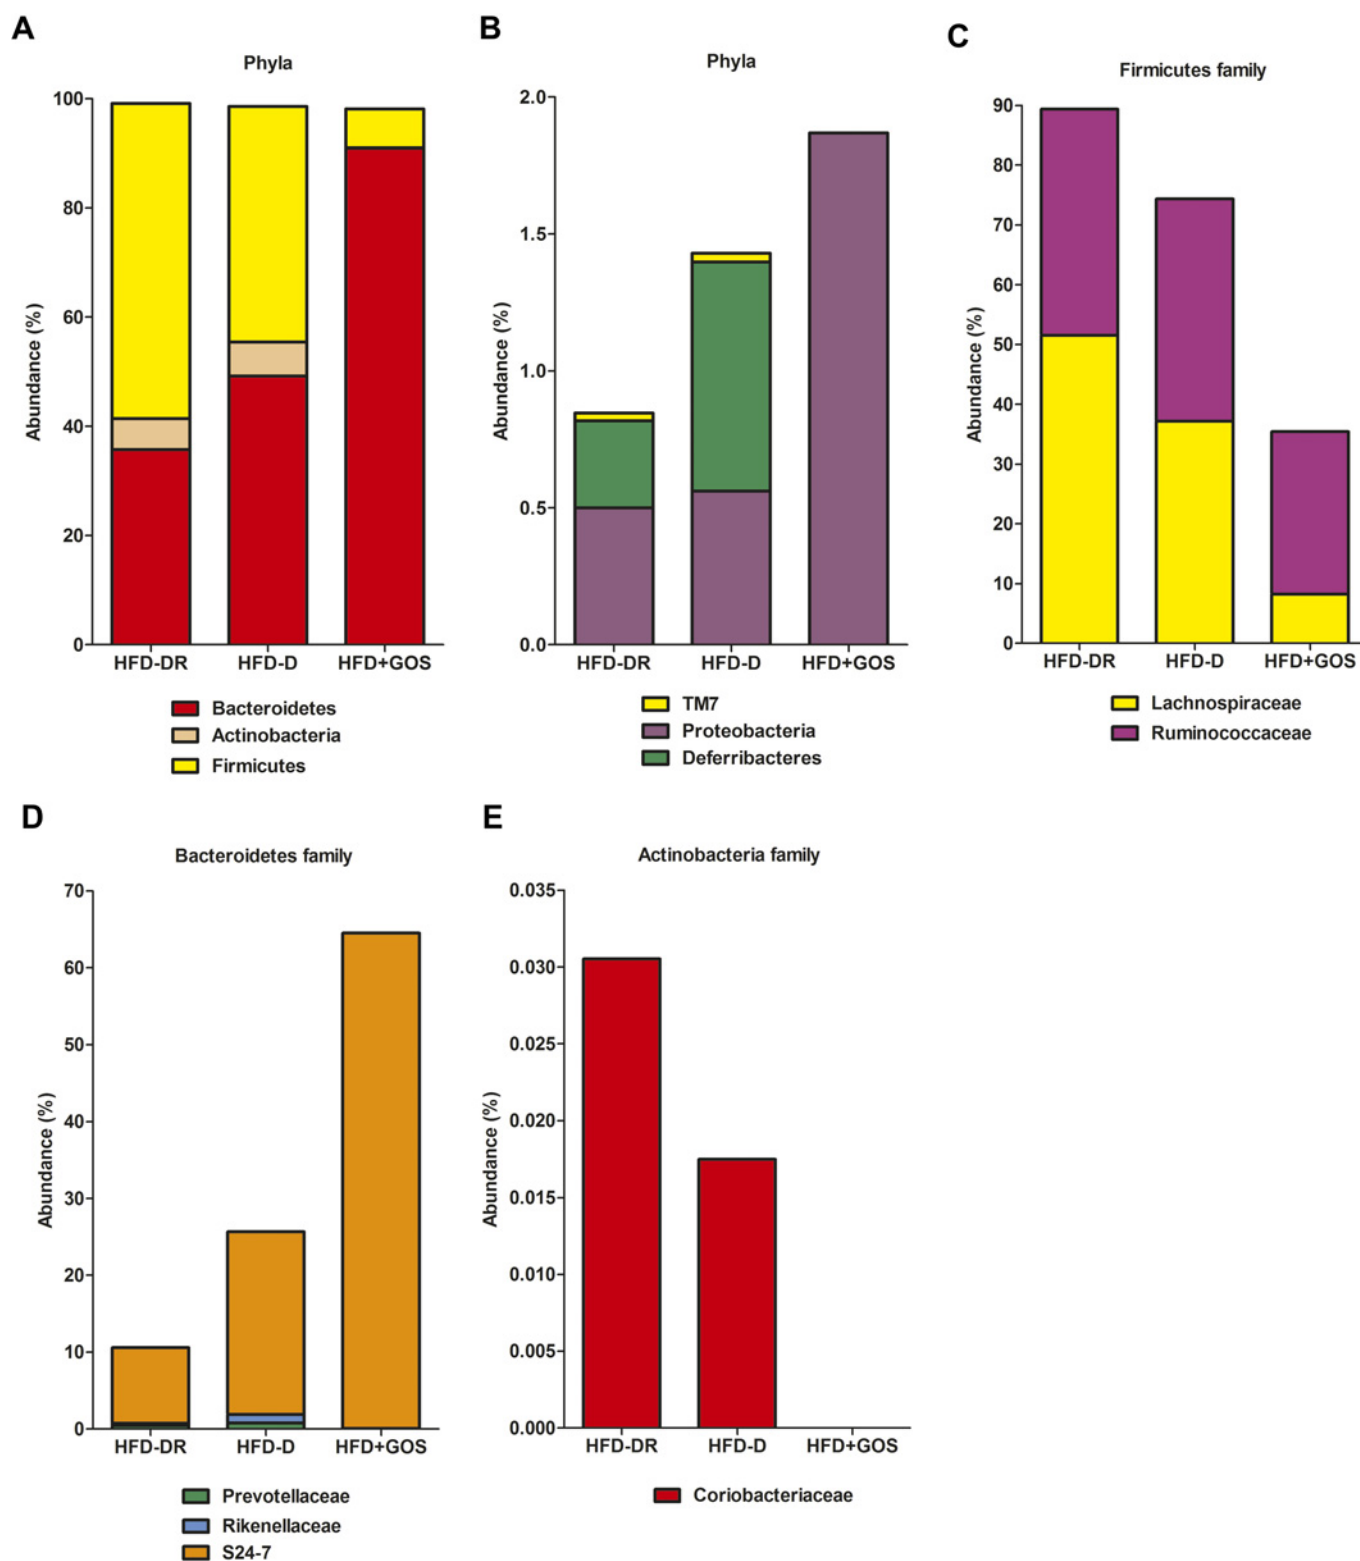 A
Phyla
Abundance (%)
100
80
60
40
20
0
HFD-DR
HFD-D
HFD+GOS
Bacteroidetes
Actinobacteria
Firmicutes
B
Phyla
Abundance (%)
2.0
1.5
1.0
0.5
0.0
HFD-DR
HFD-D
HFD+GOS
TM7
Proteobacteria
Deferribacteres
C
Firmicutes family
Abundance (%)
90
80
70
60
50
40
30
20
10
0
HFD-DR
HFD-D
HFD+GOS
Lachnospiraceae
Ruminococcaceae
D
Bacteroidetes family
Abundance (%)
70
60
50
40
30
20
10
0
HFD-DR
HFD-D
HFD+GOS
Prevotellaceae
Rikenellaceae
S24-7
E
Actinobacteria family
Abundance (%)
0.035
0.030
0.025
0.020
0.015
0.010
0.005
0.000
HFD-DR
HFD-D
HFD+GOS
Coriobacteriaceae